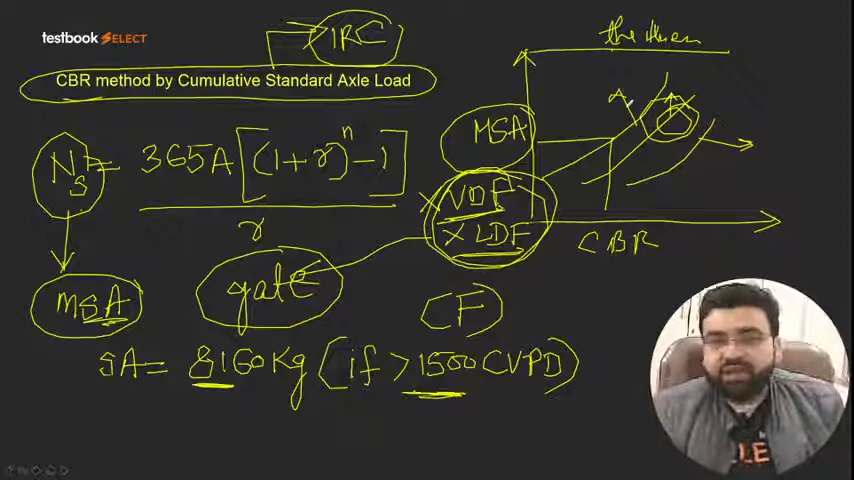 testbook SELECT
IRC
CBR method by Cumulative Standard Axle Load
Ns = 365A [(1+r)^n - 1]
r
MSA
VDF
X LDF
CBR
MSA
gate
(CF)
SA = 8160 Kg (if > 1500 CVPD)